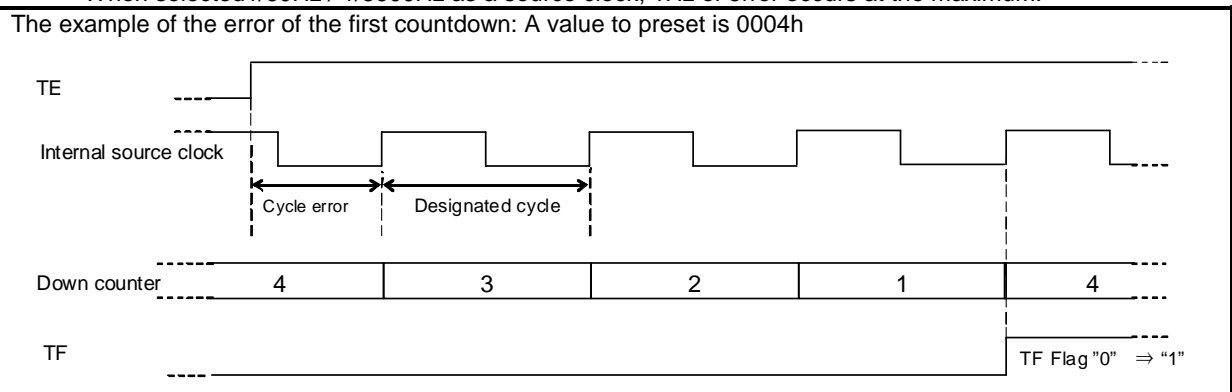 The example of the error of the first countdown: A value to preset is 0004h
TE
Internal source clock
Cycle error
Designated cycle
Down counter
4
3
2
1
4
TF
TF Flag "0" ⇒ "1"